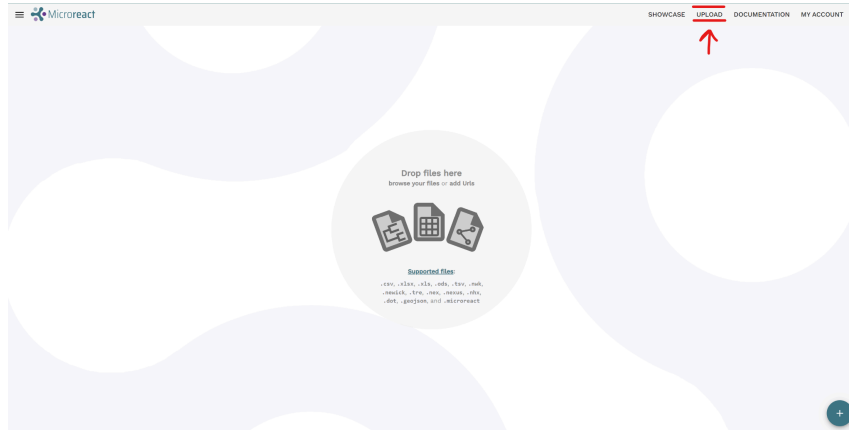 Microreact
SHOWCASE UPLOAD DOCUMENTATION MY ACCOUNT
Drop files here
browse your files or add Urls
Supported files:
.csv, .xlsx, .xls, .ods, .tsv, .nwk,
.newick, .tre, .nex, .nexus, .nhx,
.dot, .geojson, and .microreact
+